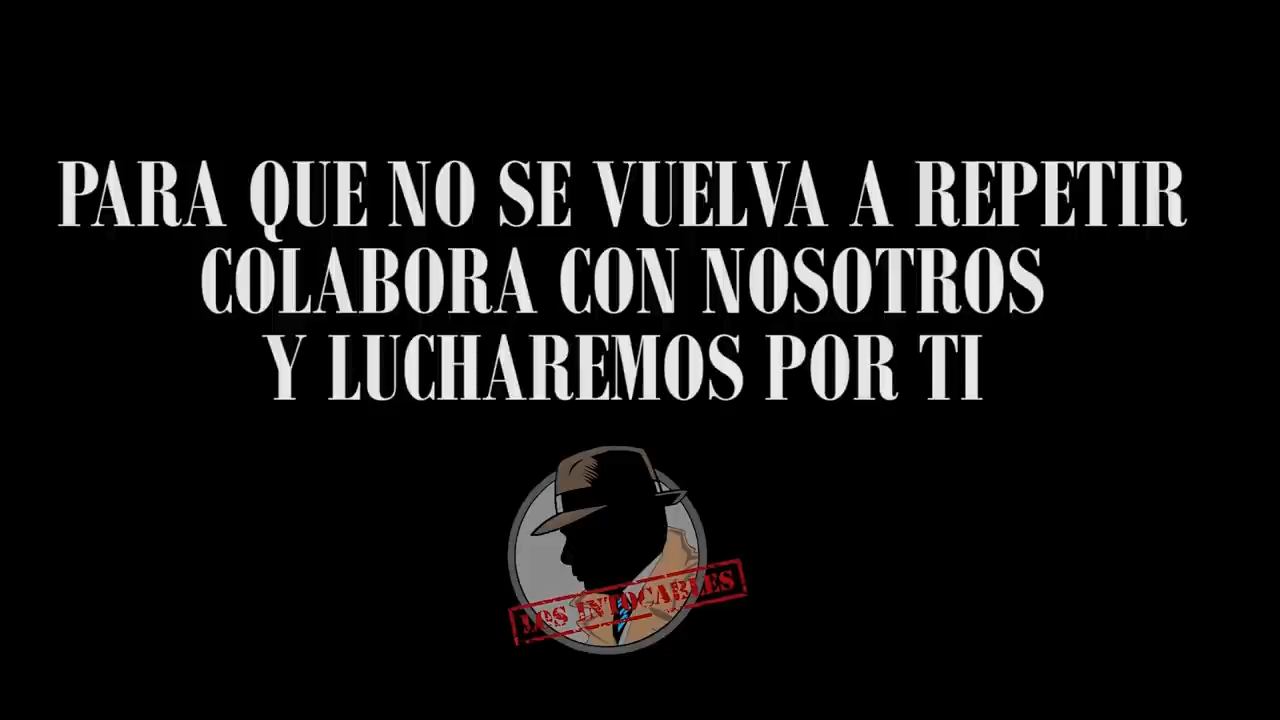 PARA QUE NO SE VUELVA A REPETIR
COLABORA CON NOSOTROS
Y LUCHAREMOS POR TI
LOS INTOCABLES